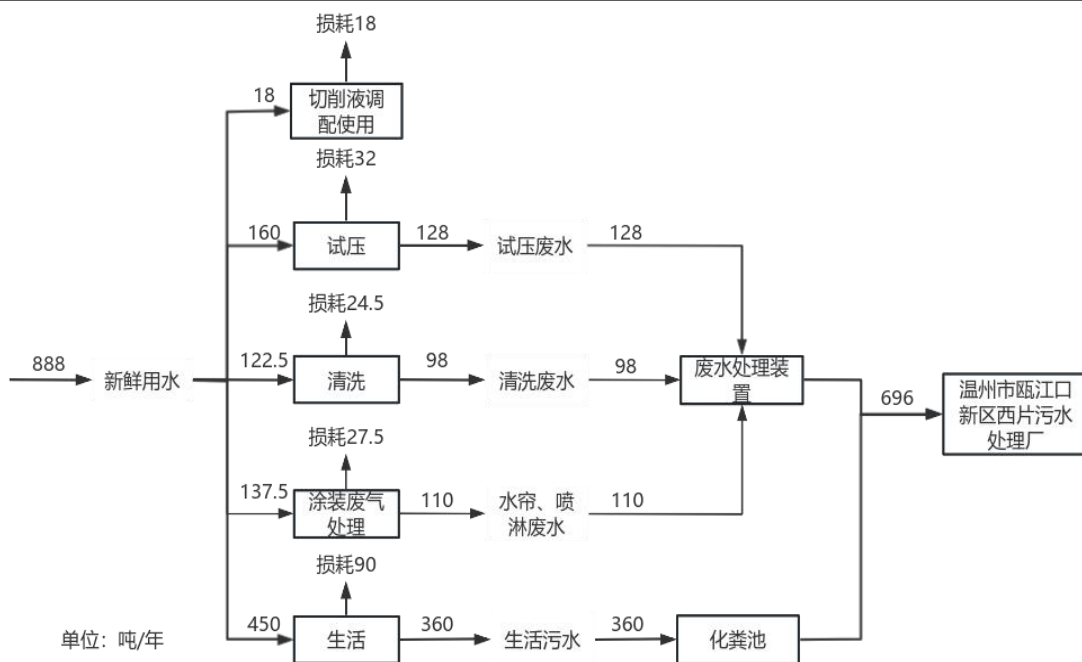 损耗18
18
切削液调
配使用
损耗32
160
试压
128
试压废水
128
损耗24.5
888
新鲜用水
122.5
清洗
98
清洗废水
98
废水处理装
置
696
温州市瓯江口
新区西片污水
处理厂
损耗27.5
137.5
涂装废气
处理
110
水帘、喷
淋废水
110
损耗90
单位：吨/年
450
生活
360
生活污水
360
化粪池